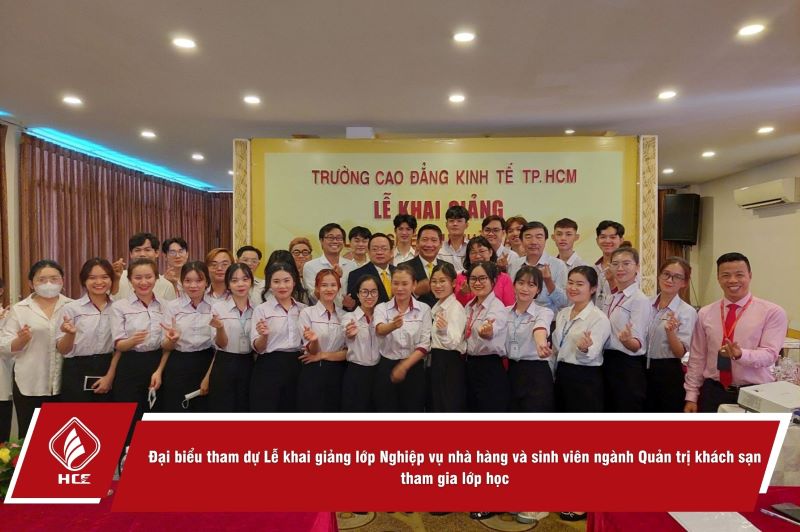 TRƯỜNG CAO ĐẲNG KINH TẾ TP.HCM
LỄ KHAI GIẢNG
HCE
Đại biểu tham dự Lễ khai giảng lớp Nghiệp vụ nhà hàng và sinh viên ngành Quản trị khách sạn
tham gia lớp học